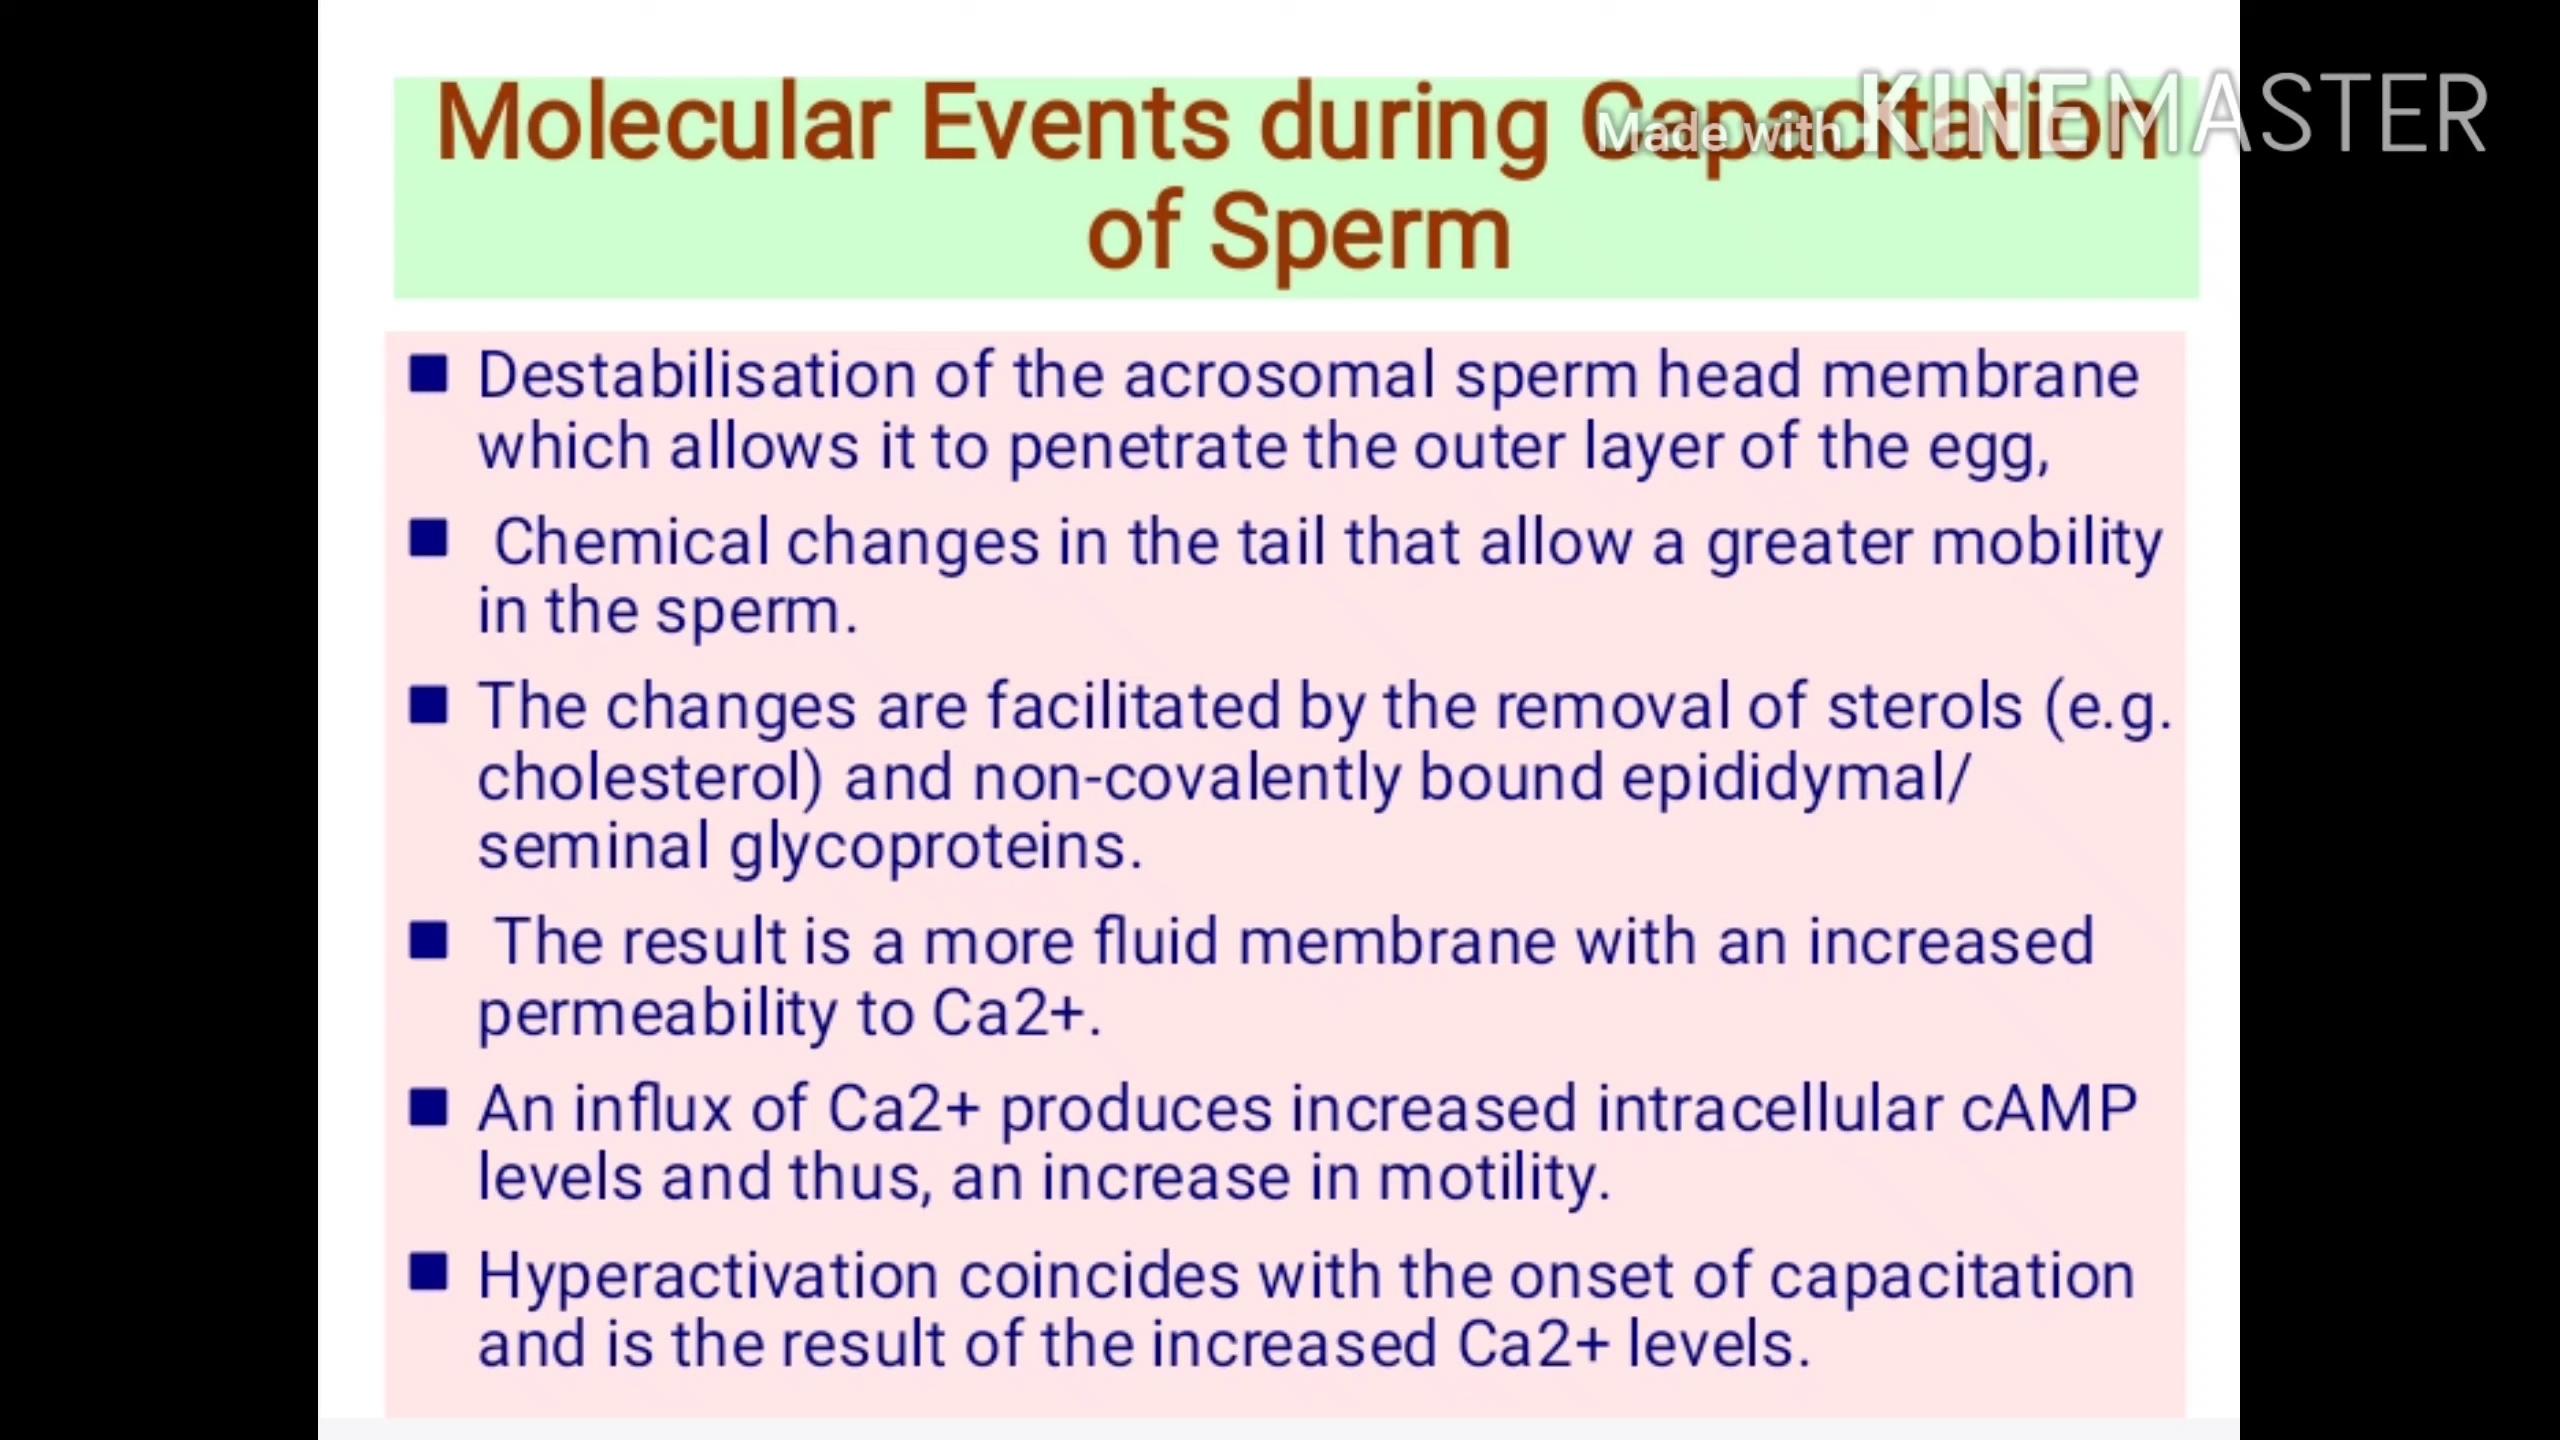 Molecular Events during Capacitation
of Sperm
Made with KINEMASTER
■ Destabilisation of the acrosomal sperm head membrane
which allows it to penetrate the outer layer of the egg,
■ Chemical changes in the tail that allow a greater mobility
in the sperm.
■ The changes are facilitated by the removal of sterols (e.g.
cholesterol) and non-covalently bound epididymal/
seminal glycoproteins.
■ The result is a more fluid membrane with an increased
permeability to Ca2+.
■ An influx of Ca2+ produces increased intracellular cAMP
levels and thus, an increase in motility.
■ Hyperactivation coincides with the onset of capacitation
and is the result of the increased Ca2+ levels.